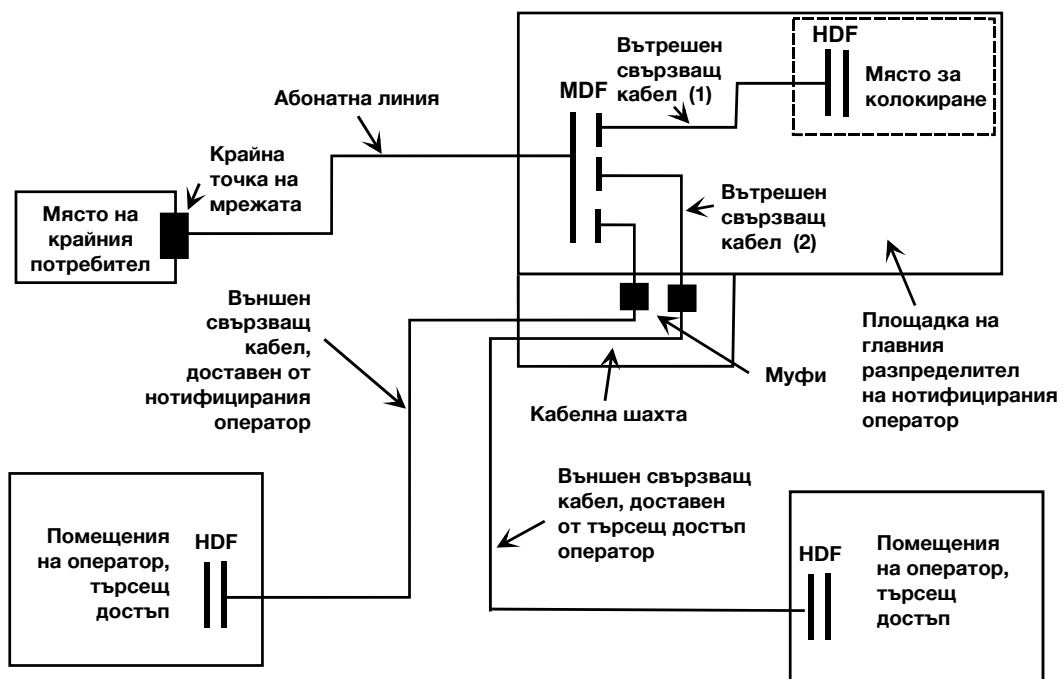 HDF
Място за
колокиране
Вътрешен
свързващ
кабел (1)
MDF
Абонатна линия
Крайна
точка на
мрежата
Място на
крайния
потребител
Вътрешен
свързващ
кабел (2)
Външен
свързващ
кабел,
доставен от
нотифицирания
оператор
Муфи
Кабелна шахта
Площадка на
главния
разпределител
на нотифицирания
оператор
Външен свързващ
кабел, доставен
от търсещ достъп
оператор
Помещения
на оператор,
търсещ
достъп
HDF
HDF
Помещения
на оператор,
търсещ
достъп